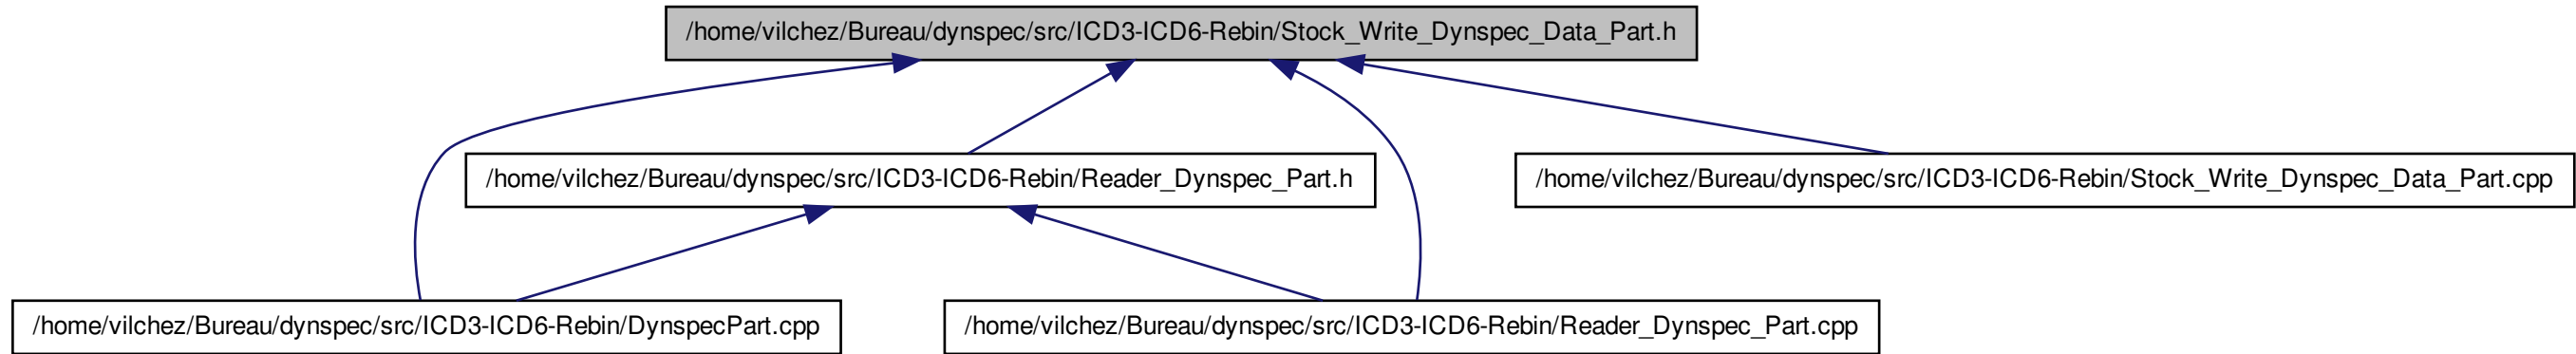 /home/vilchez/Bureau/dynspec/src/ICD3-ICD6-Rebin/Stock_Write_Dynspec_Data_Part.h
/home/vilchez/Bureau/dynspec/src/ICD3-ICD6-Rebin/Reader_Dynspec_Part.h
/home/vilchez/Bureau/dynspec/src/ICD3-ICD6-Rebin/Stock_Write_Dynspec_Data_Part.cpp
/home/vilchez/Bureau/dynspec/src/ICD3-ICD6-Rebin/DynspecPart.cpp
/home/vilchez/Bureau/dynspec/src/ICD3-ICD6-Rebin/Reader_Dynspec_Part.cpp